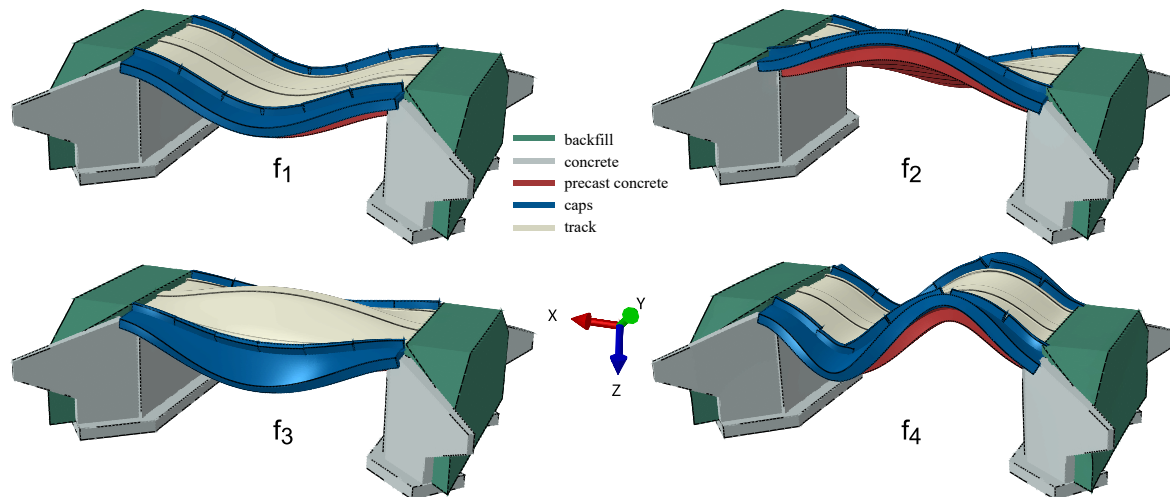 f1
f2
backfill
concrete
precast concrete
caps
track
X
Y
Z
f3
f4